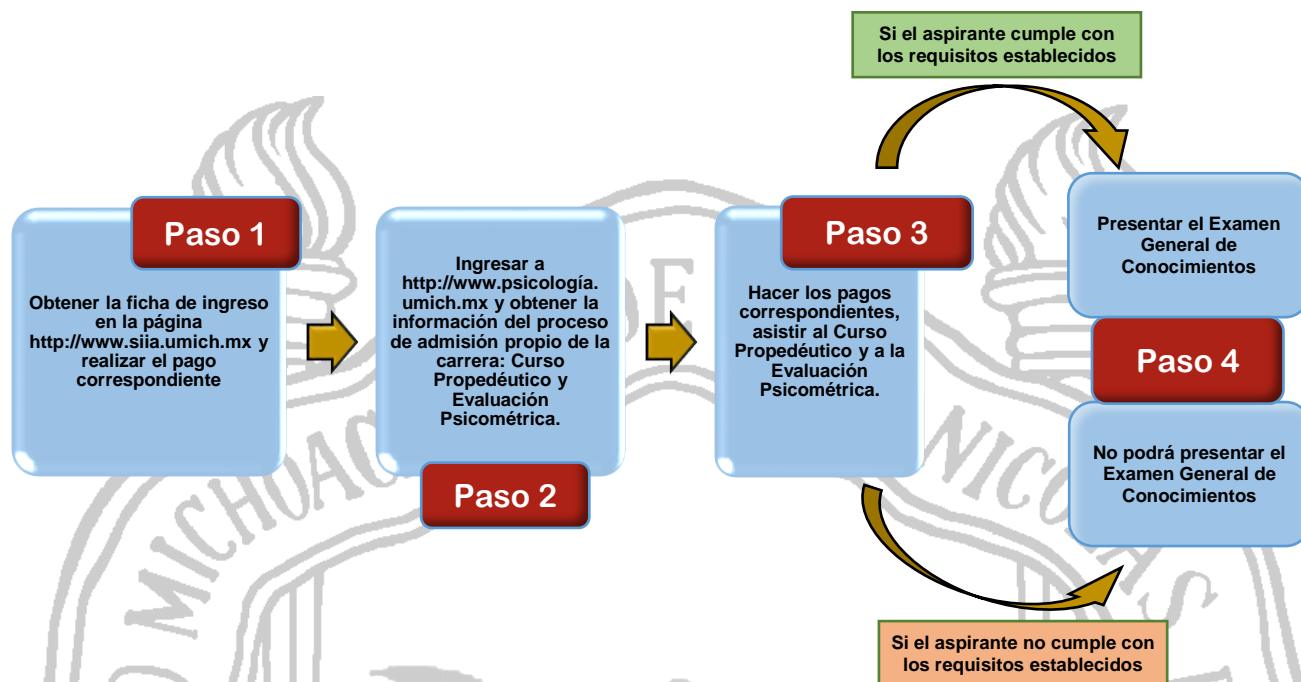 Si el aspirante cumple con
los requisitos establecidos
Paso 1
Obtener la ficha de ingreso
en la página
http://www.siia.umich.mx y
realizar el pago
correspondiente
Ingresar a
http://www.psicología.
umich.mx y obtener la
información del proceso
de admisión propio de la
carrera: Curso
Propedéutico y
Evaluación
Psicométrica.
Paso 2
Paso 3
Hacer los pagos
correspondientes,
asistir al Curso
Propedéutico y a la
Evaluación
Psicométrica.
Presentar el Examen
General de
Conocimientos
Paso 4
No podrá presentar el
Examen General de
Conocimientos
Si el aspirante no cumple con
los requisitos establecidos